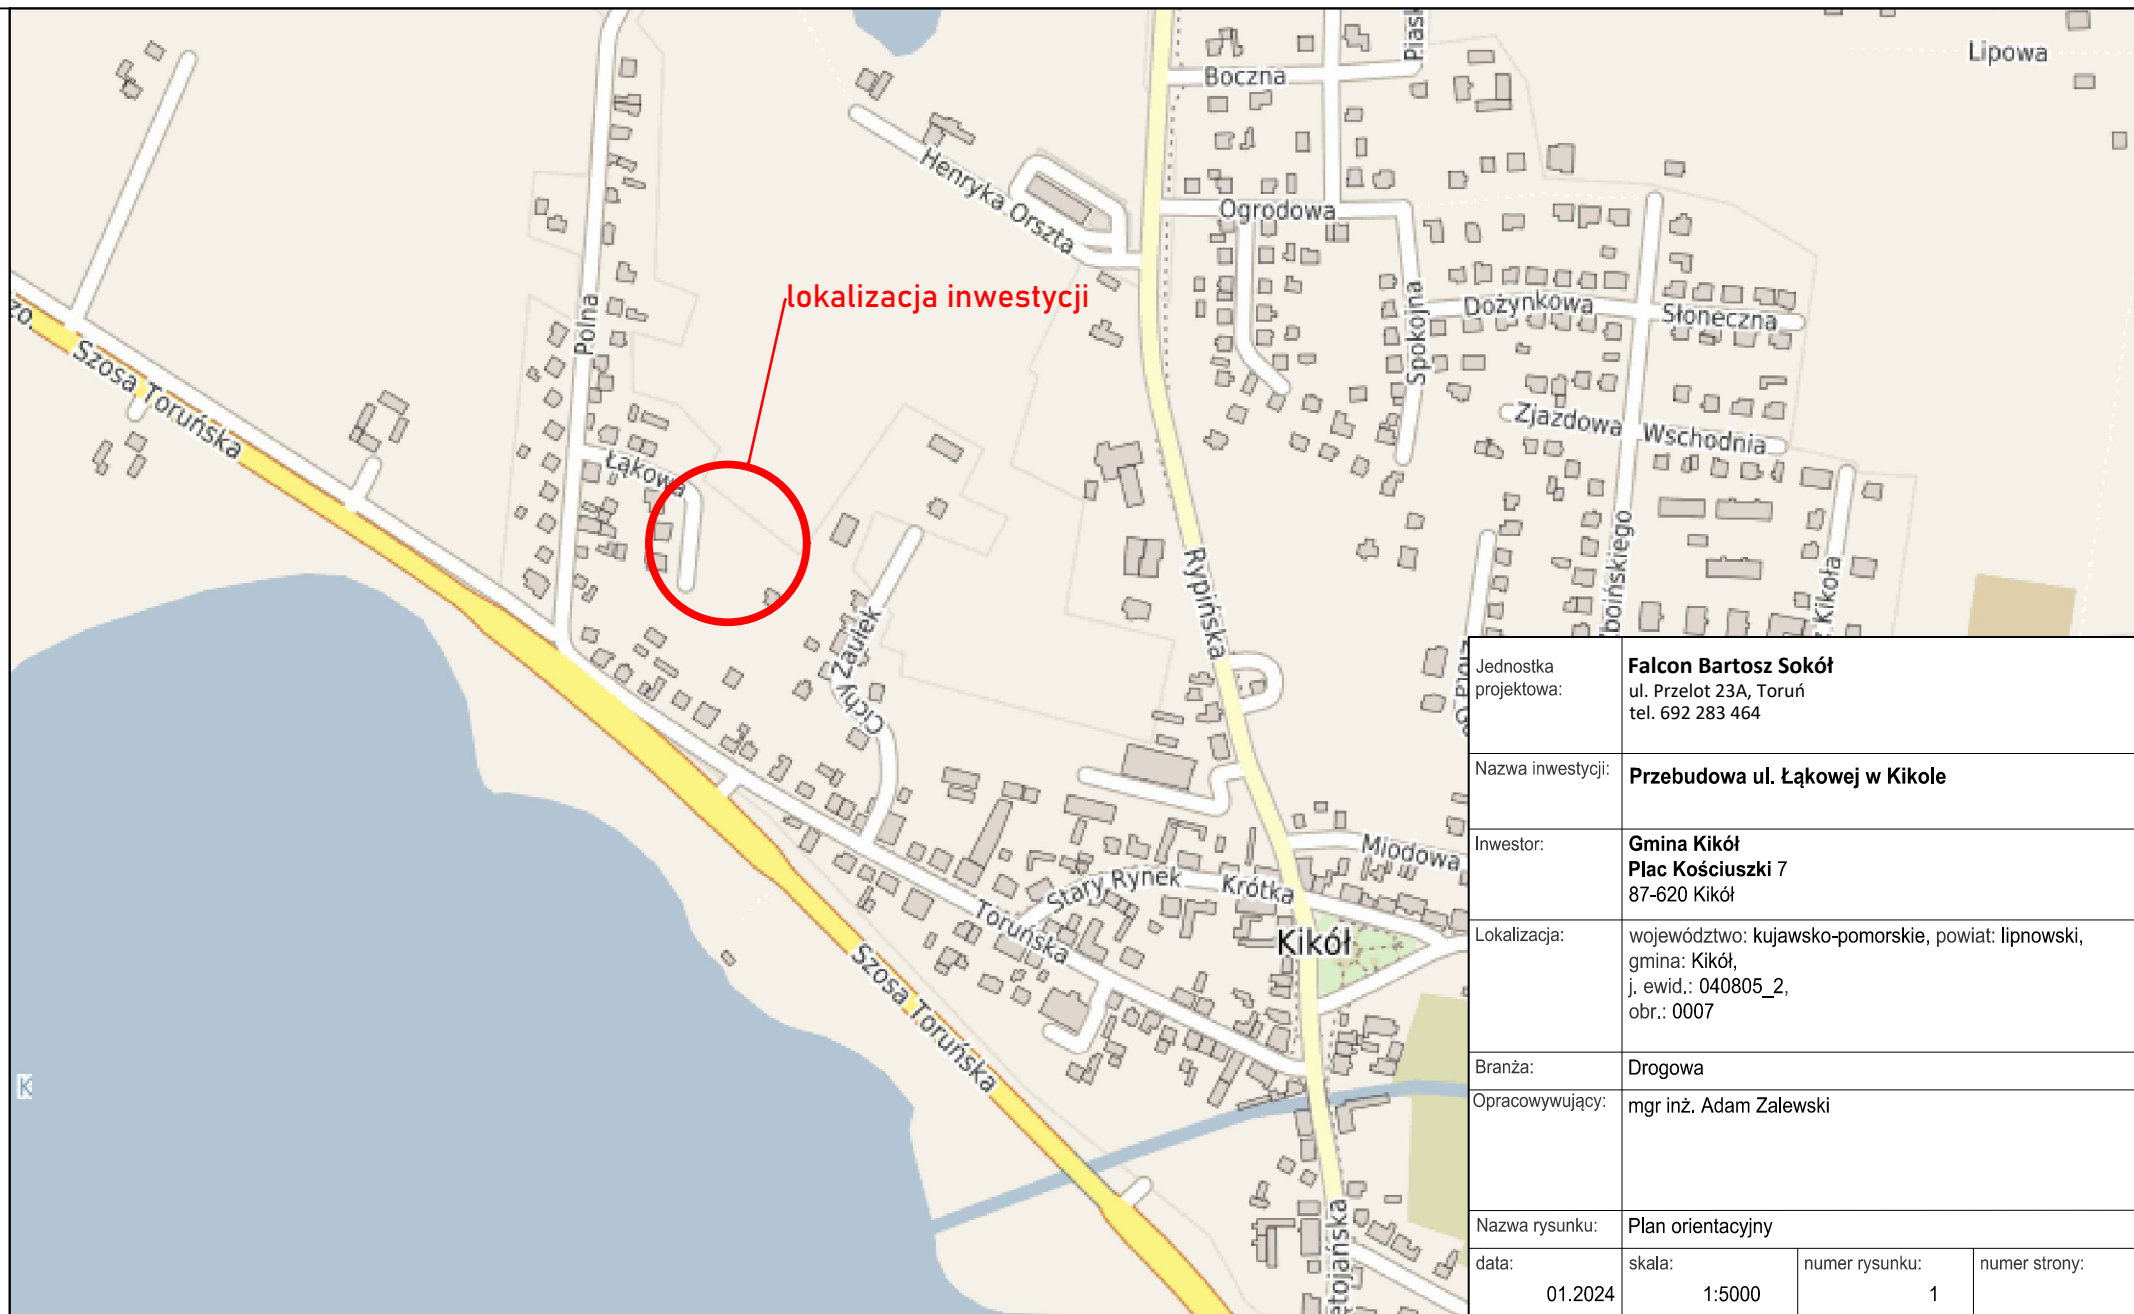 Lipowa
Piask
Boczna
Henryka Orszta
Ogrodowa
lokalizacja inwestycji
Polna
Dożynkowa
Słoneczna
Spokojna
Szosa Toruńska
Zjazdowa
Wschodnia
Łąkowa
Rypińska
Zboińskiego
Kikoła
Cichy Zaułek
Miodowa
Stary Rynek
Krótka
Toruńska
Kikół
Szosa Toruńska
K
etojańska
Jednostka projektowa:
Falcon Bartosz Sokół
ul. Przelot 23A, Toruń
tel. 692 283 464
Nazwa inwestycji:
Przebudowa ul. Łąkowej w Kikole
Inwestor:
Gmina Kikół
Plac Kościuszki 7
87-620 Kikół
Lokalizacja:
województwo: kujawsko-pomorskie, powiat: lipnowski,
gmina: Kikół,
j. ewid.: 040805_2,
obr.: 0007
Branża:
Drogowa
Opracowywujący:
mgr inż. Adam Zalewski
Nazwa rysunku:
Plan orientacyjny
data:
01.2024
skala:
1:5000
numer rysunku:
1
numer strony: